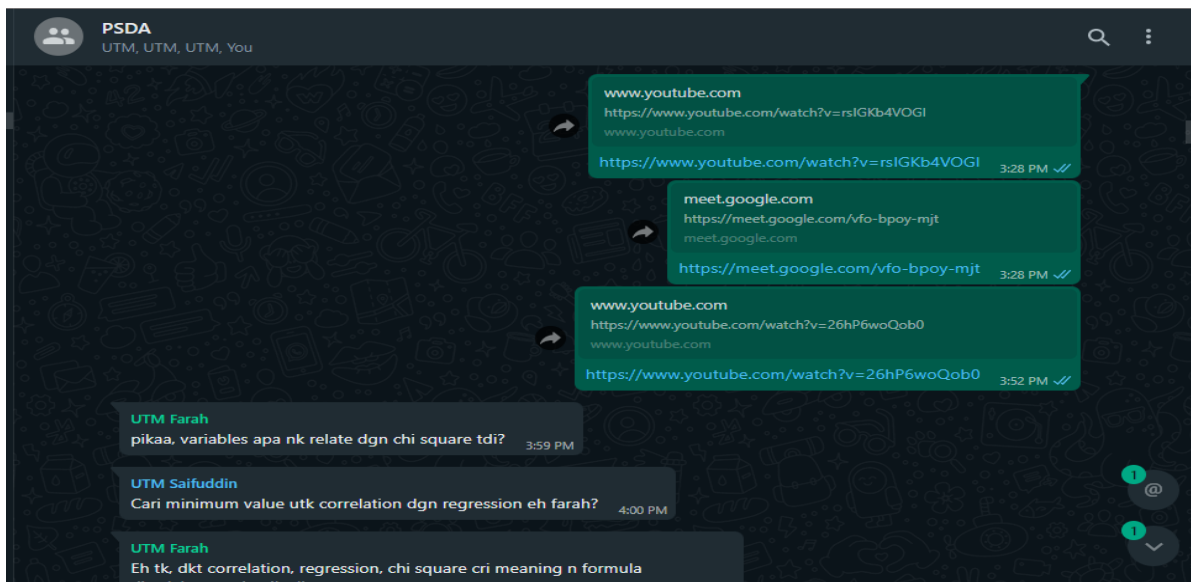 PSDA
UTM, UTM, UTM, You
www.youtube.com
https://www.youtube.com/watch?v=rsIGKb4VOGI
www.youtube.com
https://www.youtube.com/watch?v=rsIGKb4VOGI 3:28 PM
meet.google.com
https://meet.google.com/vfo-bpoy-mjt
meet.google.com
https://meet.google.com/vfo-bpoy-mjt 3:28 PM
www.youtube.com
https://www.youtube.com/watch?v=26hP6woQob0
www.youtube.com
https://www.youtube.com/watch?v=26hP6woQob0 3:52 PM
UTM Farah
pikaa, variables apa nk relate dgn chi square tdi? 3:59 PM
UTM Saifuddin
Cari minimum value utk correlation dgn regression eh farah? 4:00 PM
1
@
UTM Farah
1
Eh tk, dkt correlation, regression, chi square cri meaning n formula